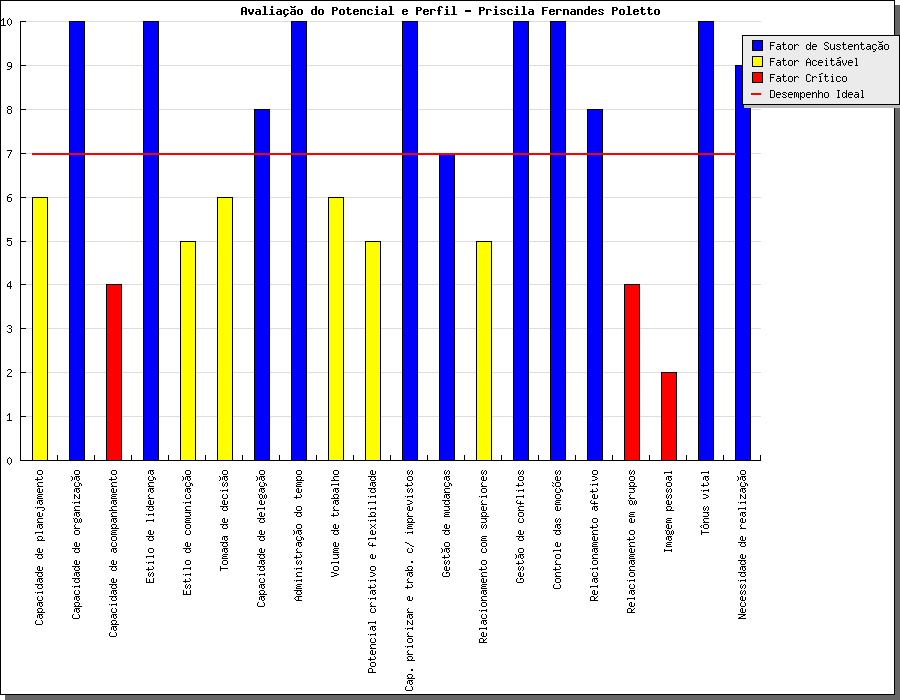 Avaliação do Potencial e Perfil - Priscila Fernandes Poletto
Fator de Sustentação
Fator Aceitável
Fator Crítico
Desempenho Ideal
10
9
8
7
6
5
4
3
2
1
0
Capacidade de planejamento
Capacidade de organização
Capacidade de acompanhamento
Estilo de liderança
Estilo de comunicação
Tomada de decisão
Capacidade de delegação
Administração do tempo
Volume de trabalho
Potencial criativo e flexibilidade
Cap. priorizar e trab. c/ imprevistos
Gestão de mudanças
Relacionamento com superiores
Gestão de conflitos
Controle das emoções
Relacionamento afetivo
Relacionamento em grupos
Imagem pessoal
Tônus vital
Necessidade de realização